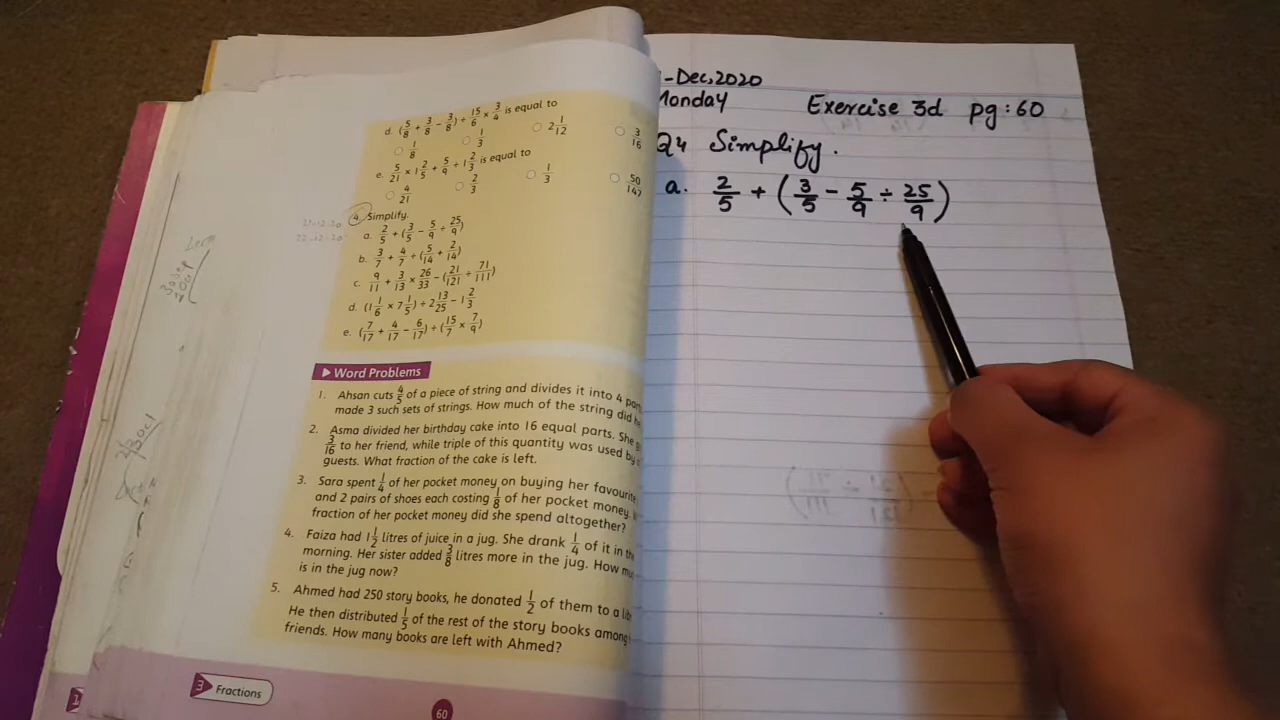 d. (5/8 + 3/8 − 3/8) ÷ 15/6 × 3/4 is equal to
1/8 1/3 2 1/12 3/16
e. 5/21 × 1 2/5 + 5/9 ÷ 1 2/3 is equal to
4/21 2/3 1/3 50/147
4. Simplify.
a. 2/5 + (3/5 − 5/9 ÷ 25/9)
b. 3/7 + 4/7 ÷ (5/14 + 2/14)
c. 9/11 + 3/13 × 26/33 − (21/121 ÷ 71/111)
d. (1 1/6 × 7 1/5) ÷ 2 13/25 − 1 2/3
e. (7/17 + 4/17 − 6/17) ÷ (15/7 × 7/9)
Word Problems
1. Ahsan cuts 4/5 of a piece of string and divides it into 4
made 3 such sets of strings. How much of the string did
2. Asma divided her birthday cake into 16 equal parts. She
3/16 to her friend, while triple of this quantity was used by
guests. What fraction of the cake is left.
3. Sara spent 1/4 of her pocket money on buying her favourite
and 2 pairs of shoes each costing 1/8 of her pocket money.
fraction of her pocket money did she spend altogether?
4. Faiza had 1 1/2 litres of juice in a jug. She drank 1/4 of it in the
morning. Her sister added 3/8 litres more in the jug. How
is in the jug now?
5. Ahmed had 250 story books, he donated 1/2 of them to a
He then distributed 1/5 of the rest of the story books among
friends. How many books are left with Ahmed?
3 Fractions
60
-Dec,2020
Monday Exercise 3d pg:60
Q4 Simplify.
a. 2/5 + (3/5 − 5/9 ÷ 25/9)